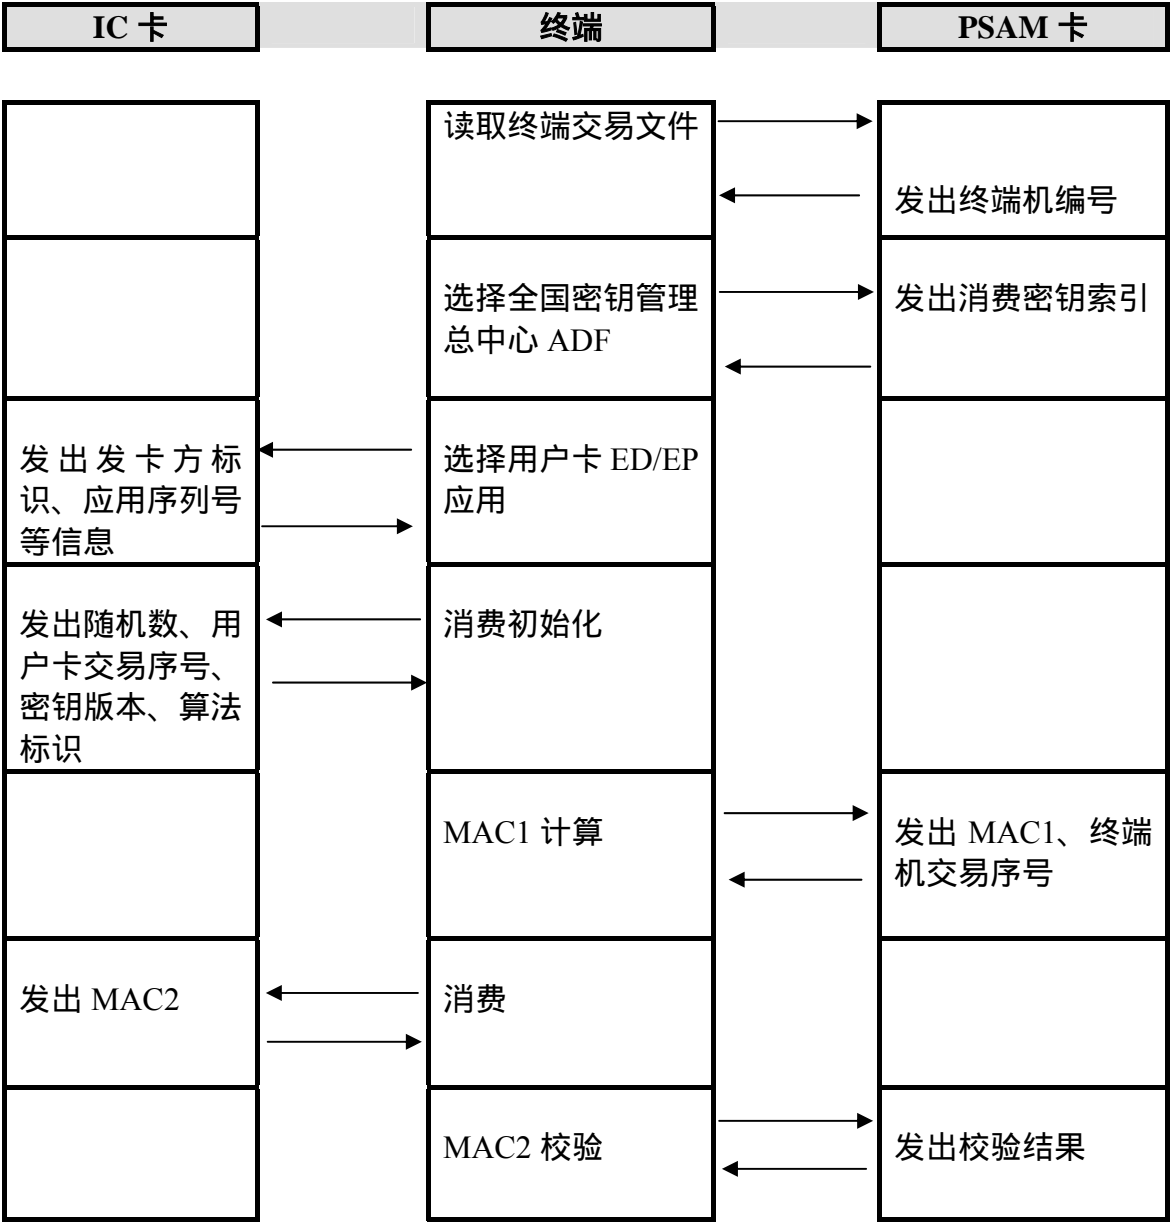 IC 卡
终端
PSAM 卡
读取终端交易文件
发出终端机编号
选择全国密钥管理
总中心 ADF
发出消费密钥索引
发出发卡方标
识、应用序列号
等信息
选择用户卡 ED/EP
应用
发出随机数、用
户卡交易序号、
密钥版本、算法
标识
消费初始化
MAC1 计算
发出 MAC1、终端
机交易序号
发出 MAC2
消费
MAC2 校验
发出校验结果